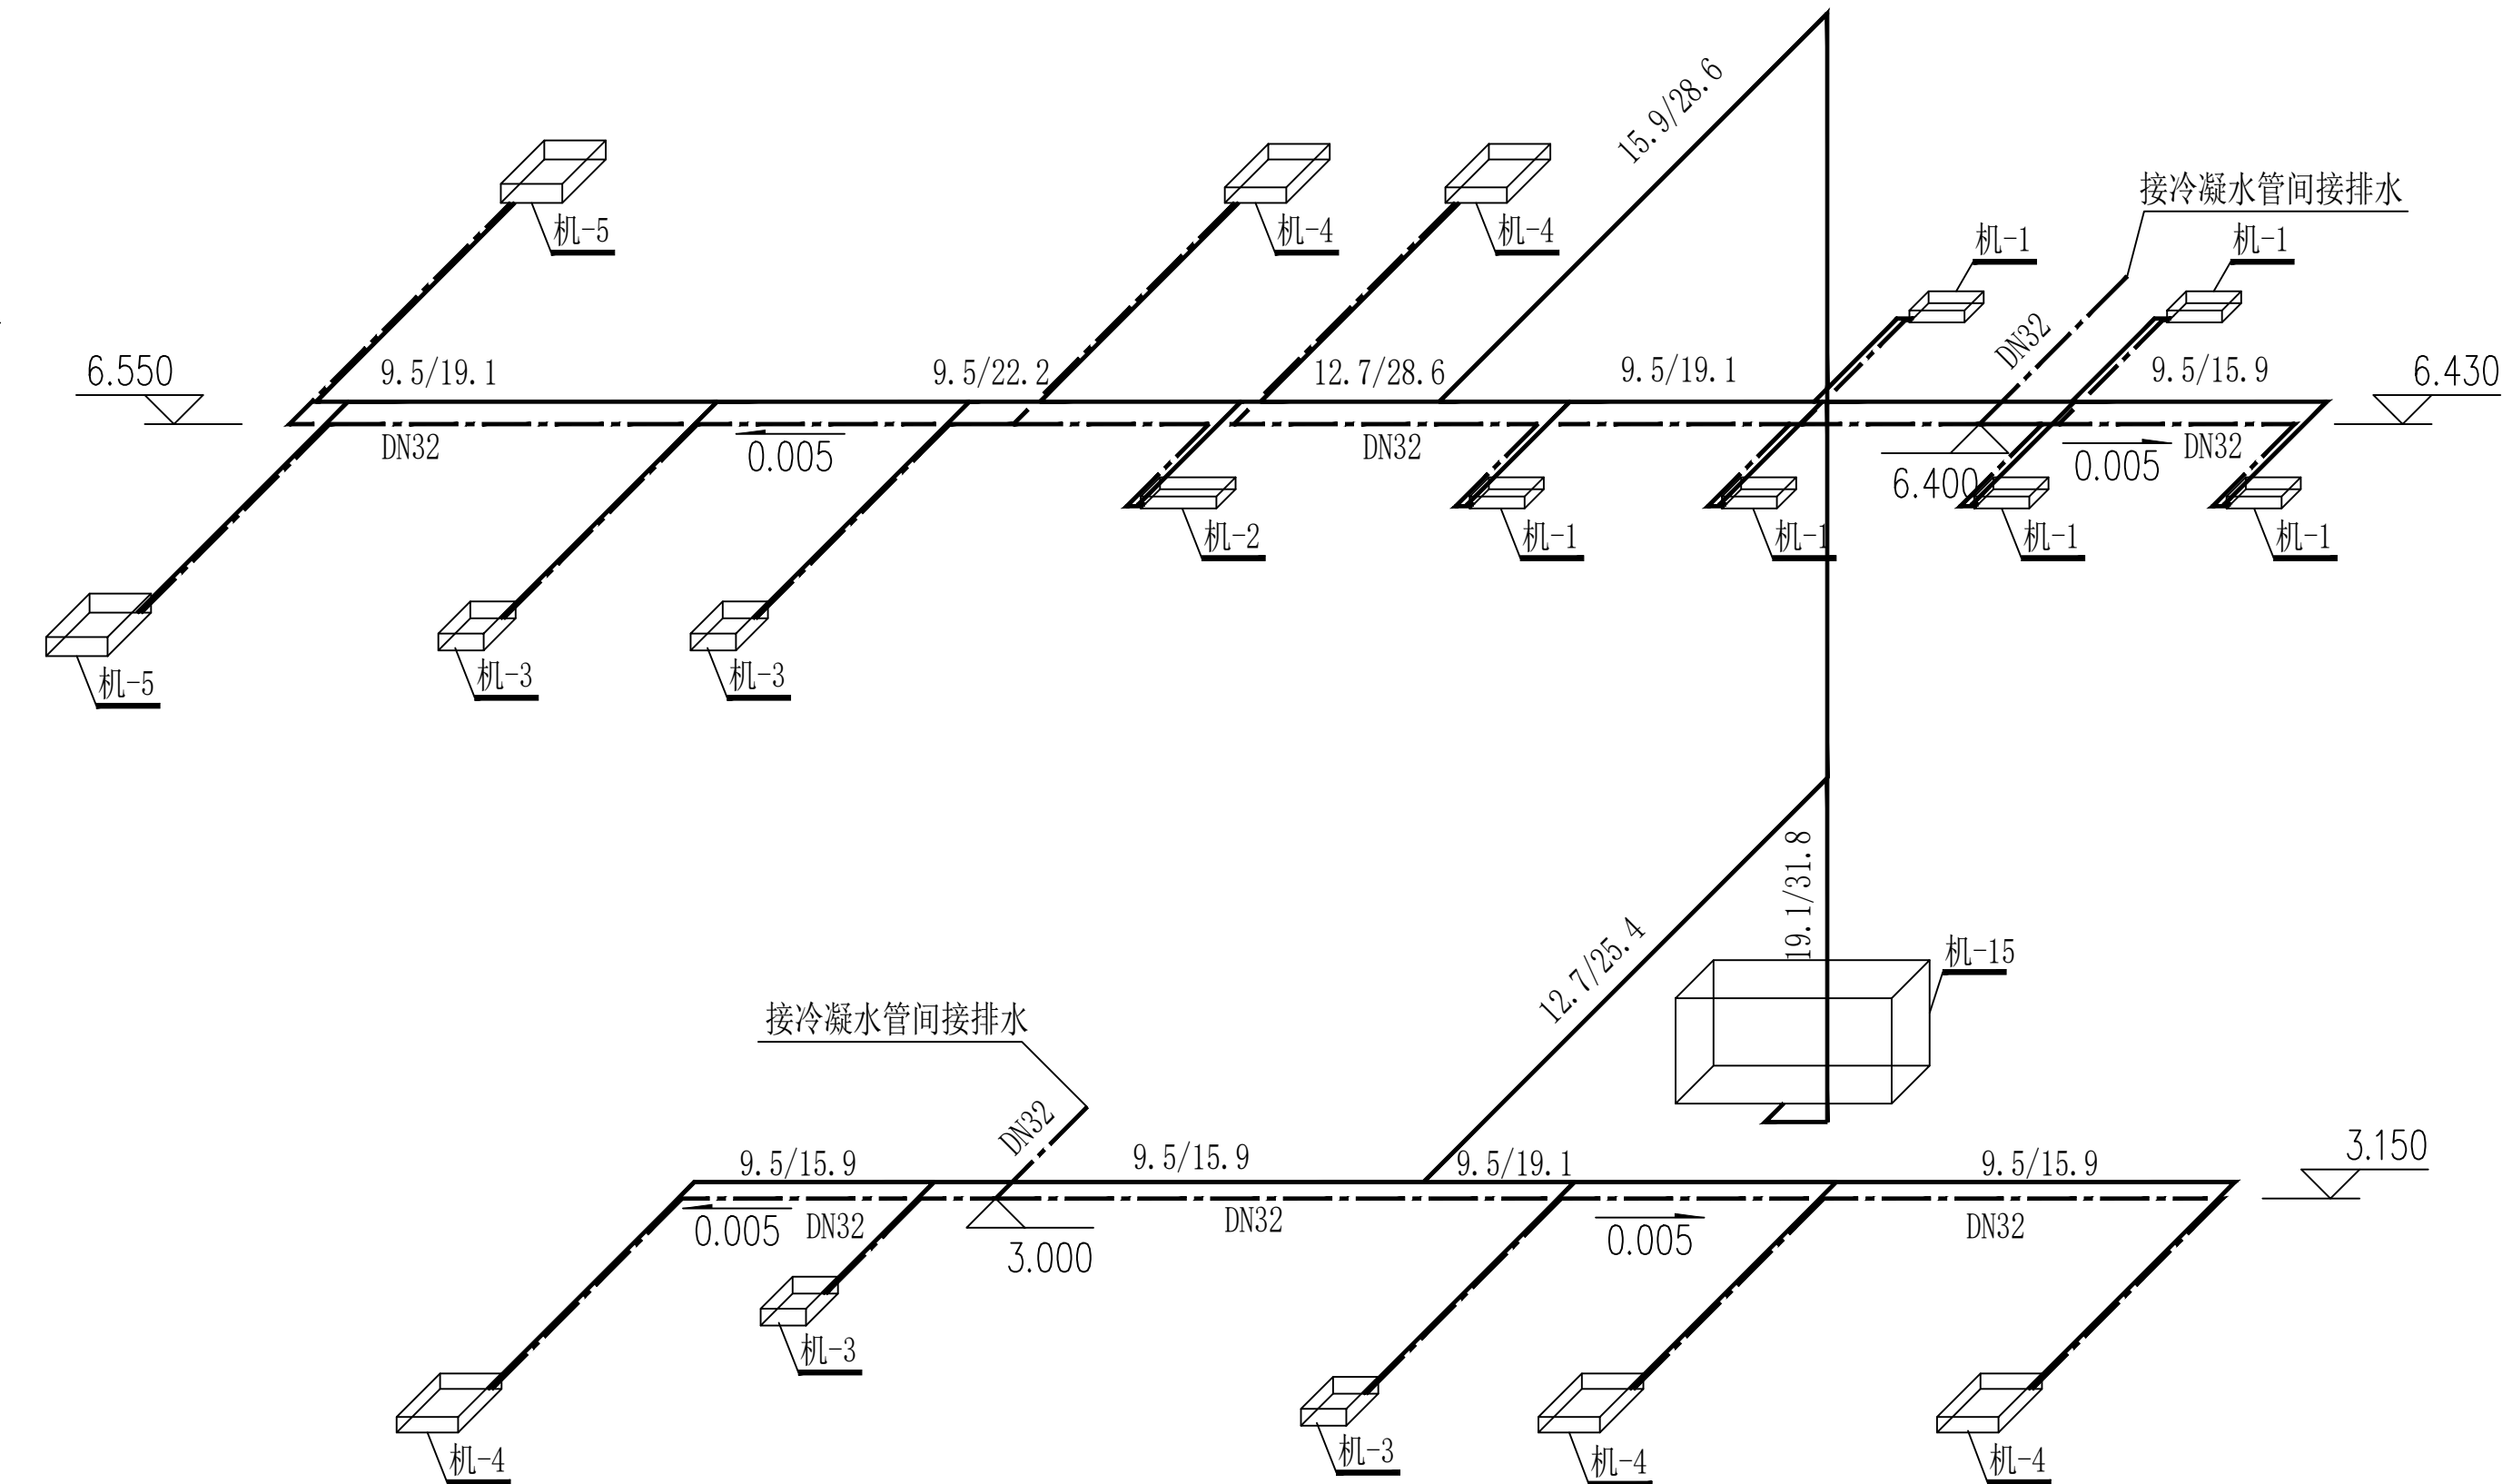 15.9/28.6
接冷凝水管间接排水
机-5
机-4
机-4
机-1
机-1
DN32
6.550
9.5/19.1
9.5/22.2
12.7/28.6
9.5/19.1
9.5/15.9
6.430
DN32
0.005
DN32
6.400
0.005
DN32
机-2
机-1
机-1
机-1
机-1
机-5
机-3
机-3
19.1/31.8
12.7/25.4
机-15
接冷凝水管间接排水
DN32
9.5/15.9
9.5/15.9
9.5/19.1
9.5/15.9
3.150
0.005
DN32
3.000
DN32
0.005
DN32
机-3
机-4
机-3
机-4
机-4